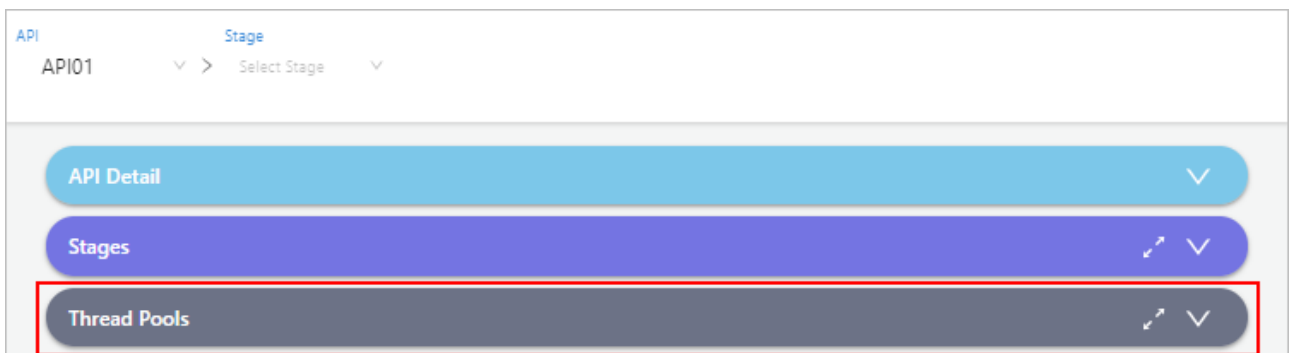 API Stage
API01 > Select Stage
API Detail
Stages
Thread Pools